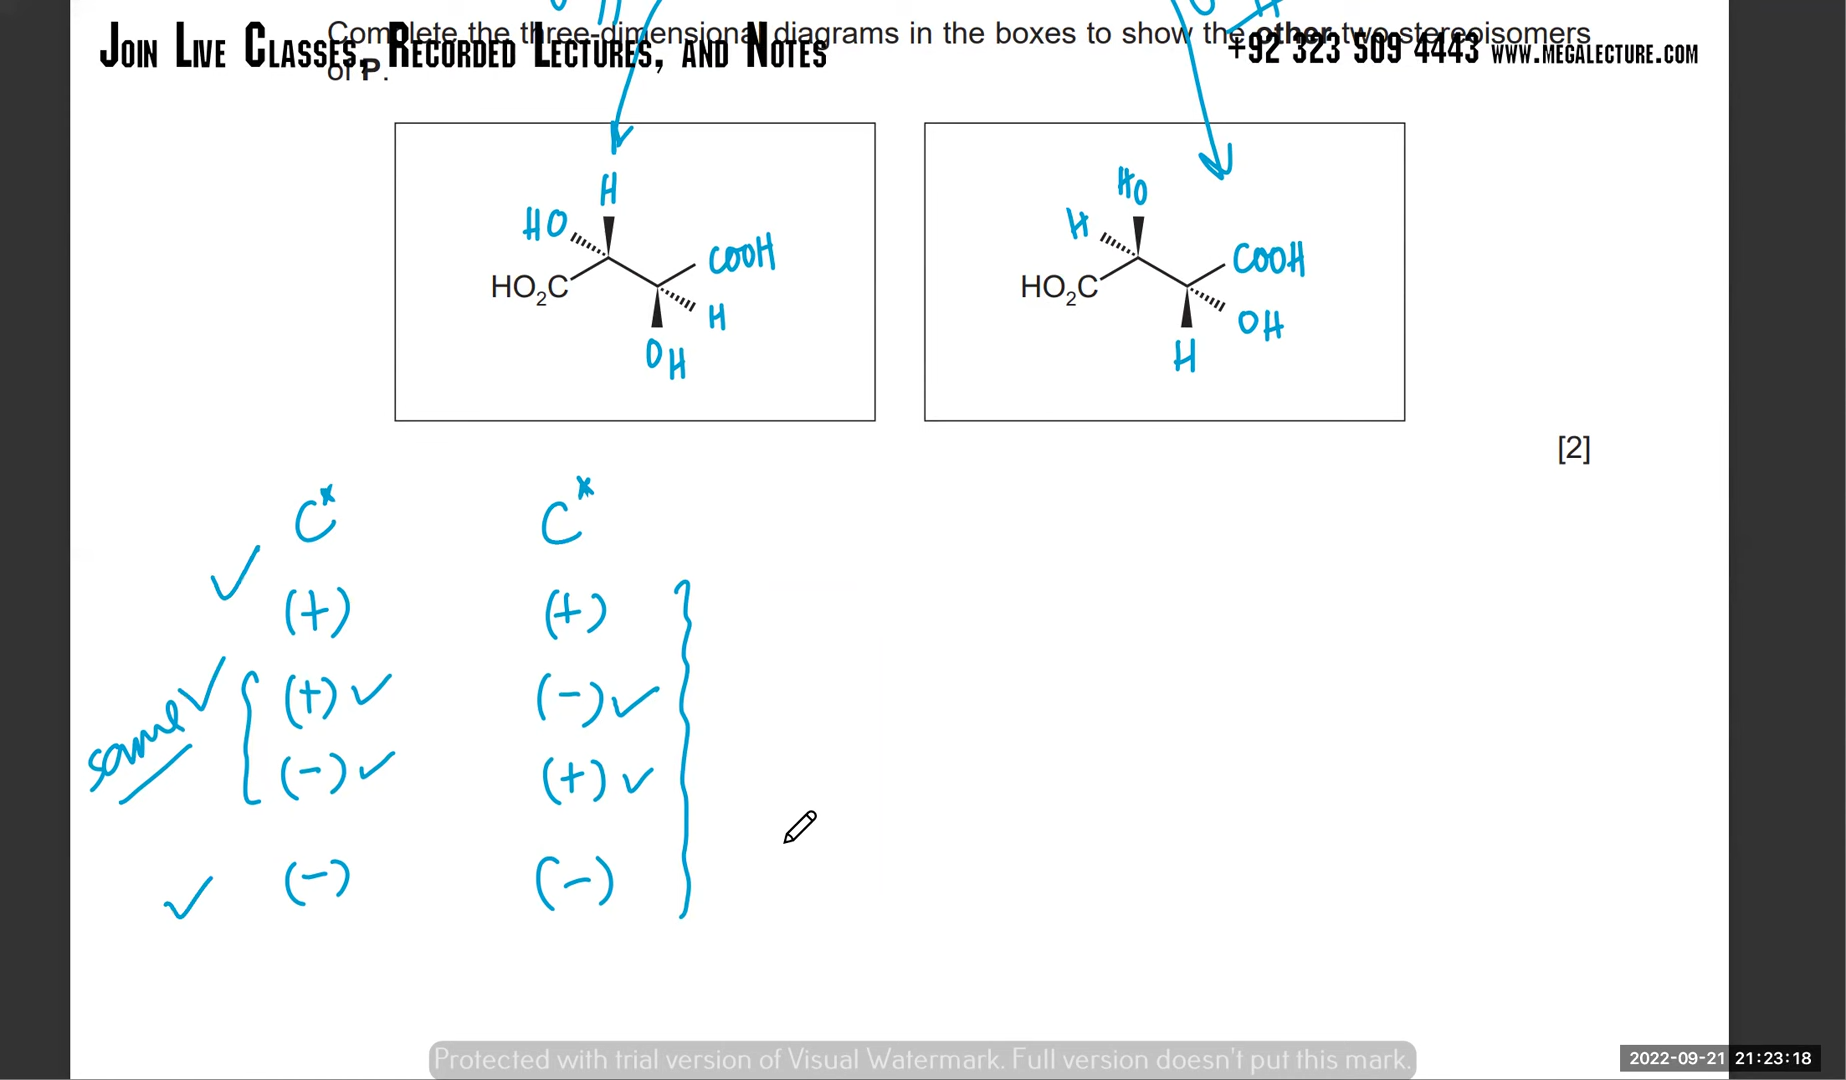 Complete the three-dimensional diagrams in the boxes to show the other two stereoisomers
of P.
JOIN LIVE CLASSES, RECORDED LECTURES, AND NOTES
+92 323 509 4443 WWW.MEGALECTURE.COM
H
HO
COOH
HO2C
H
OH
HO
H
COOH
HO2C
OH
H
[2]
C* C*
(+) (+)
(+) (-)
same
(-) (+)
(-) (-)
Protected with trial version of Visual Watermark. Full version doesn't put this mark.
2022-09-21 21:23:18